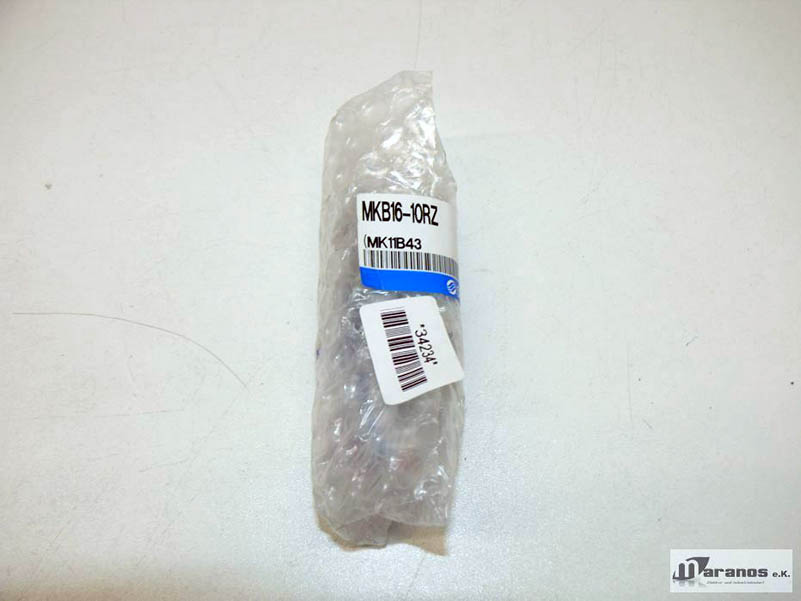 MKB16-10RZ
(MK11B43
*34234*
Maranos e.K.